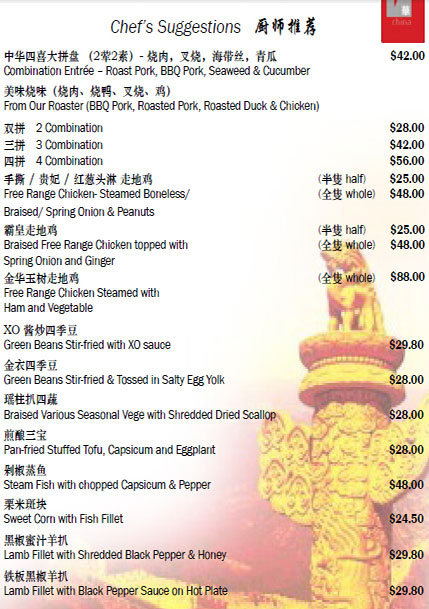 Chef's Suggestions 厨师推荐
華
china
中华四喜大拼盘 （2荤2素）- 烧肉，叉烧，海带丝，青瓜 $42.00
Combination Entrée – Roast Pork, BBQ Pork, Seaweed & Cucumber
美味烧味（烧肉、烧鸭、叉烧、鸡）
From Our Roaster (BBQ Pork, Roasted Pork, Roasted Duck & Chicken)
双拼 2 Combination $28.00
三拼 3 Combination $42.00
四拼 4 Combination $56.00
手撕 / 贵妃 / 红葱头淋 走地鸡 (半隻 half) $25.00
Free Range Chicken- Steamed Boneless/ (全隻 whole) $48.00
Braised/ Spring Onion & Peanuts
霸皇走地鸡 (半隻 half) $25.00
Braised Free Range Chicken topped with (全隻 whole) $48.00
Spring Onion and Ginger
金华玉树走地鸡 (全隻 whole) $88.00
Free Range Chicken Steamed with
Ham and Vegetable
XO 酱炒四季豆
Green Beans Stir-fried with XO sauce $29.80
金衣四季豆
Green Beans Stir-fried & Tossed in Salty Egg Yolk $28.00
瑶柱扒四蔬
Braised Various Seasonal Vege with Shredded Dried Scallop $28.00
煎酿三宝
Pan-fried Stuffed Tofu, Capsicum and Eggplant $28.00
剁椒蒸鱼
Steam Fish with chopped Capsicum & Pepper $48.00
栗米斑块
Sweet Corn with Fish Fillet $24.50
黑椒蜜汁羊扒
Lamb Fillet with Shredded Black Pepper & Honey $29.80
铁板黑椒羊扒
Lamb Fillet with Black Pepper Sauce on Hot Plate $29.80